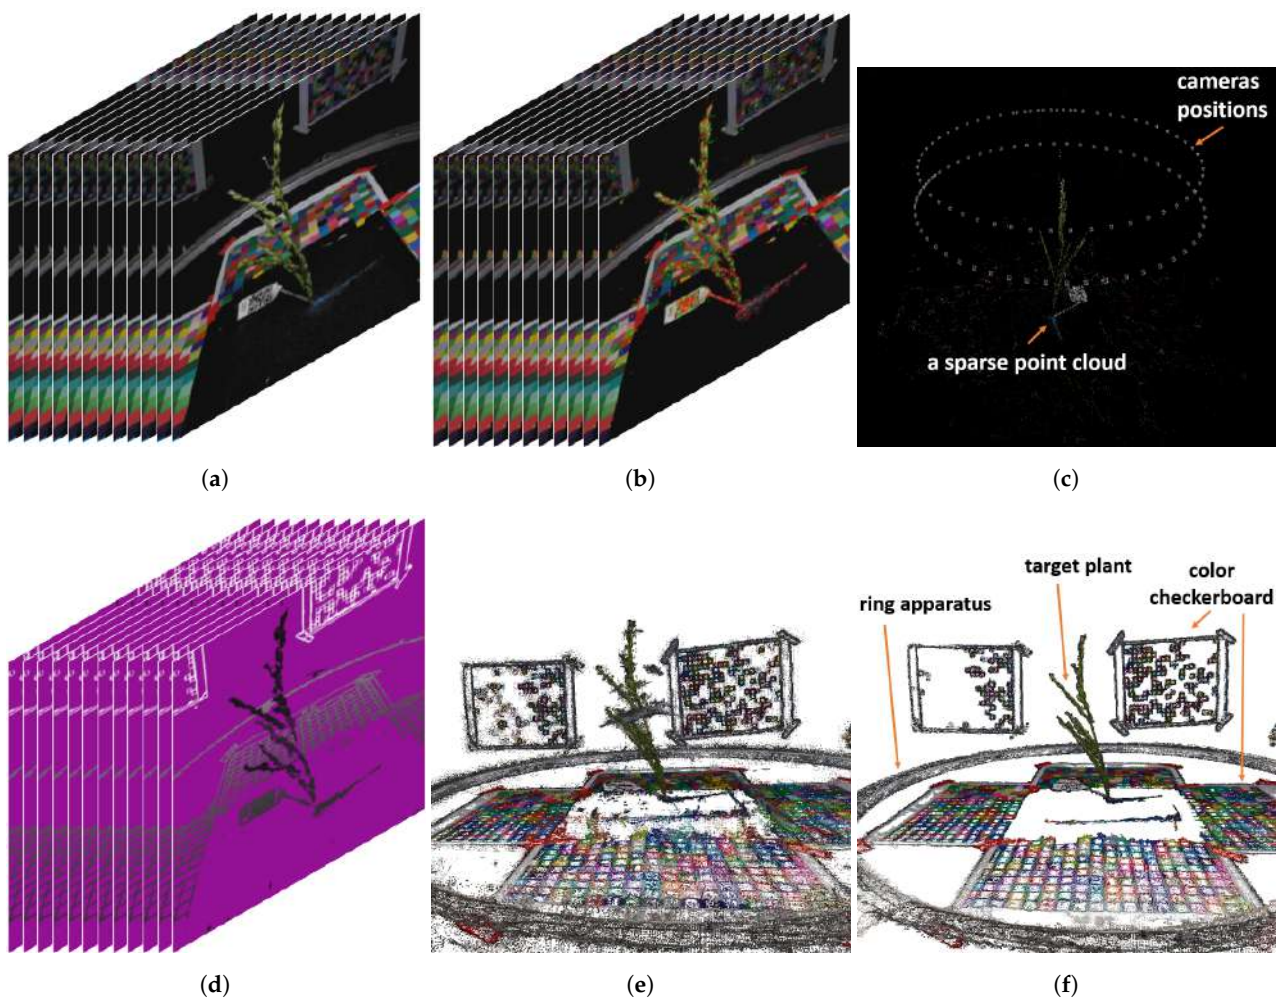 cameras
positions
a sparse point cloud
(a)
(b)
(c)
target plant
color
checkerboard
ring apparatus
(d)
(e)
(f)